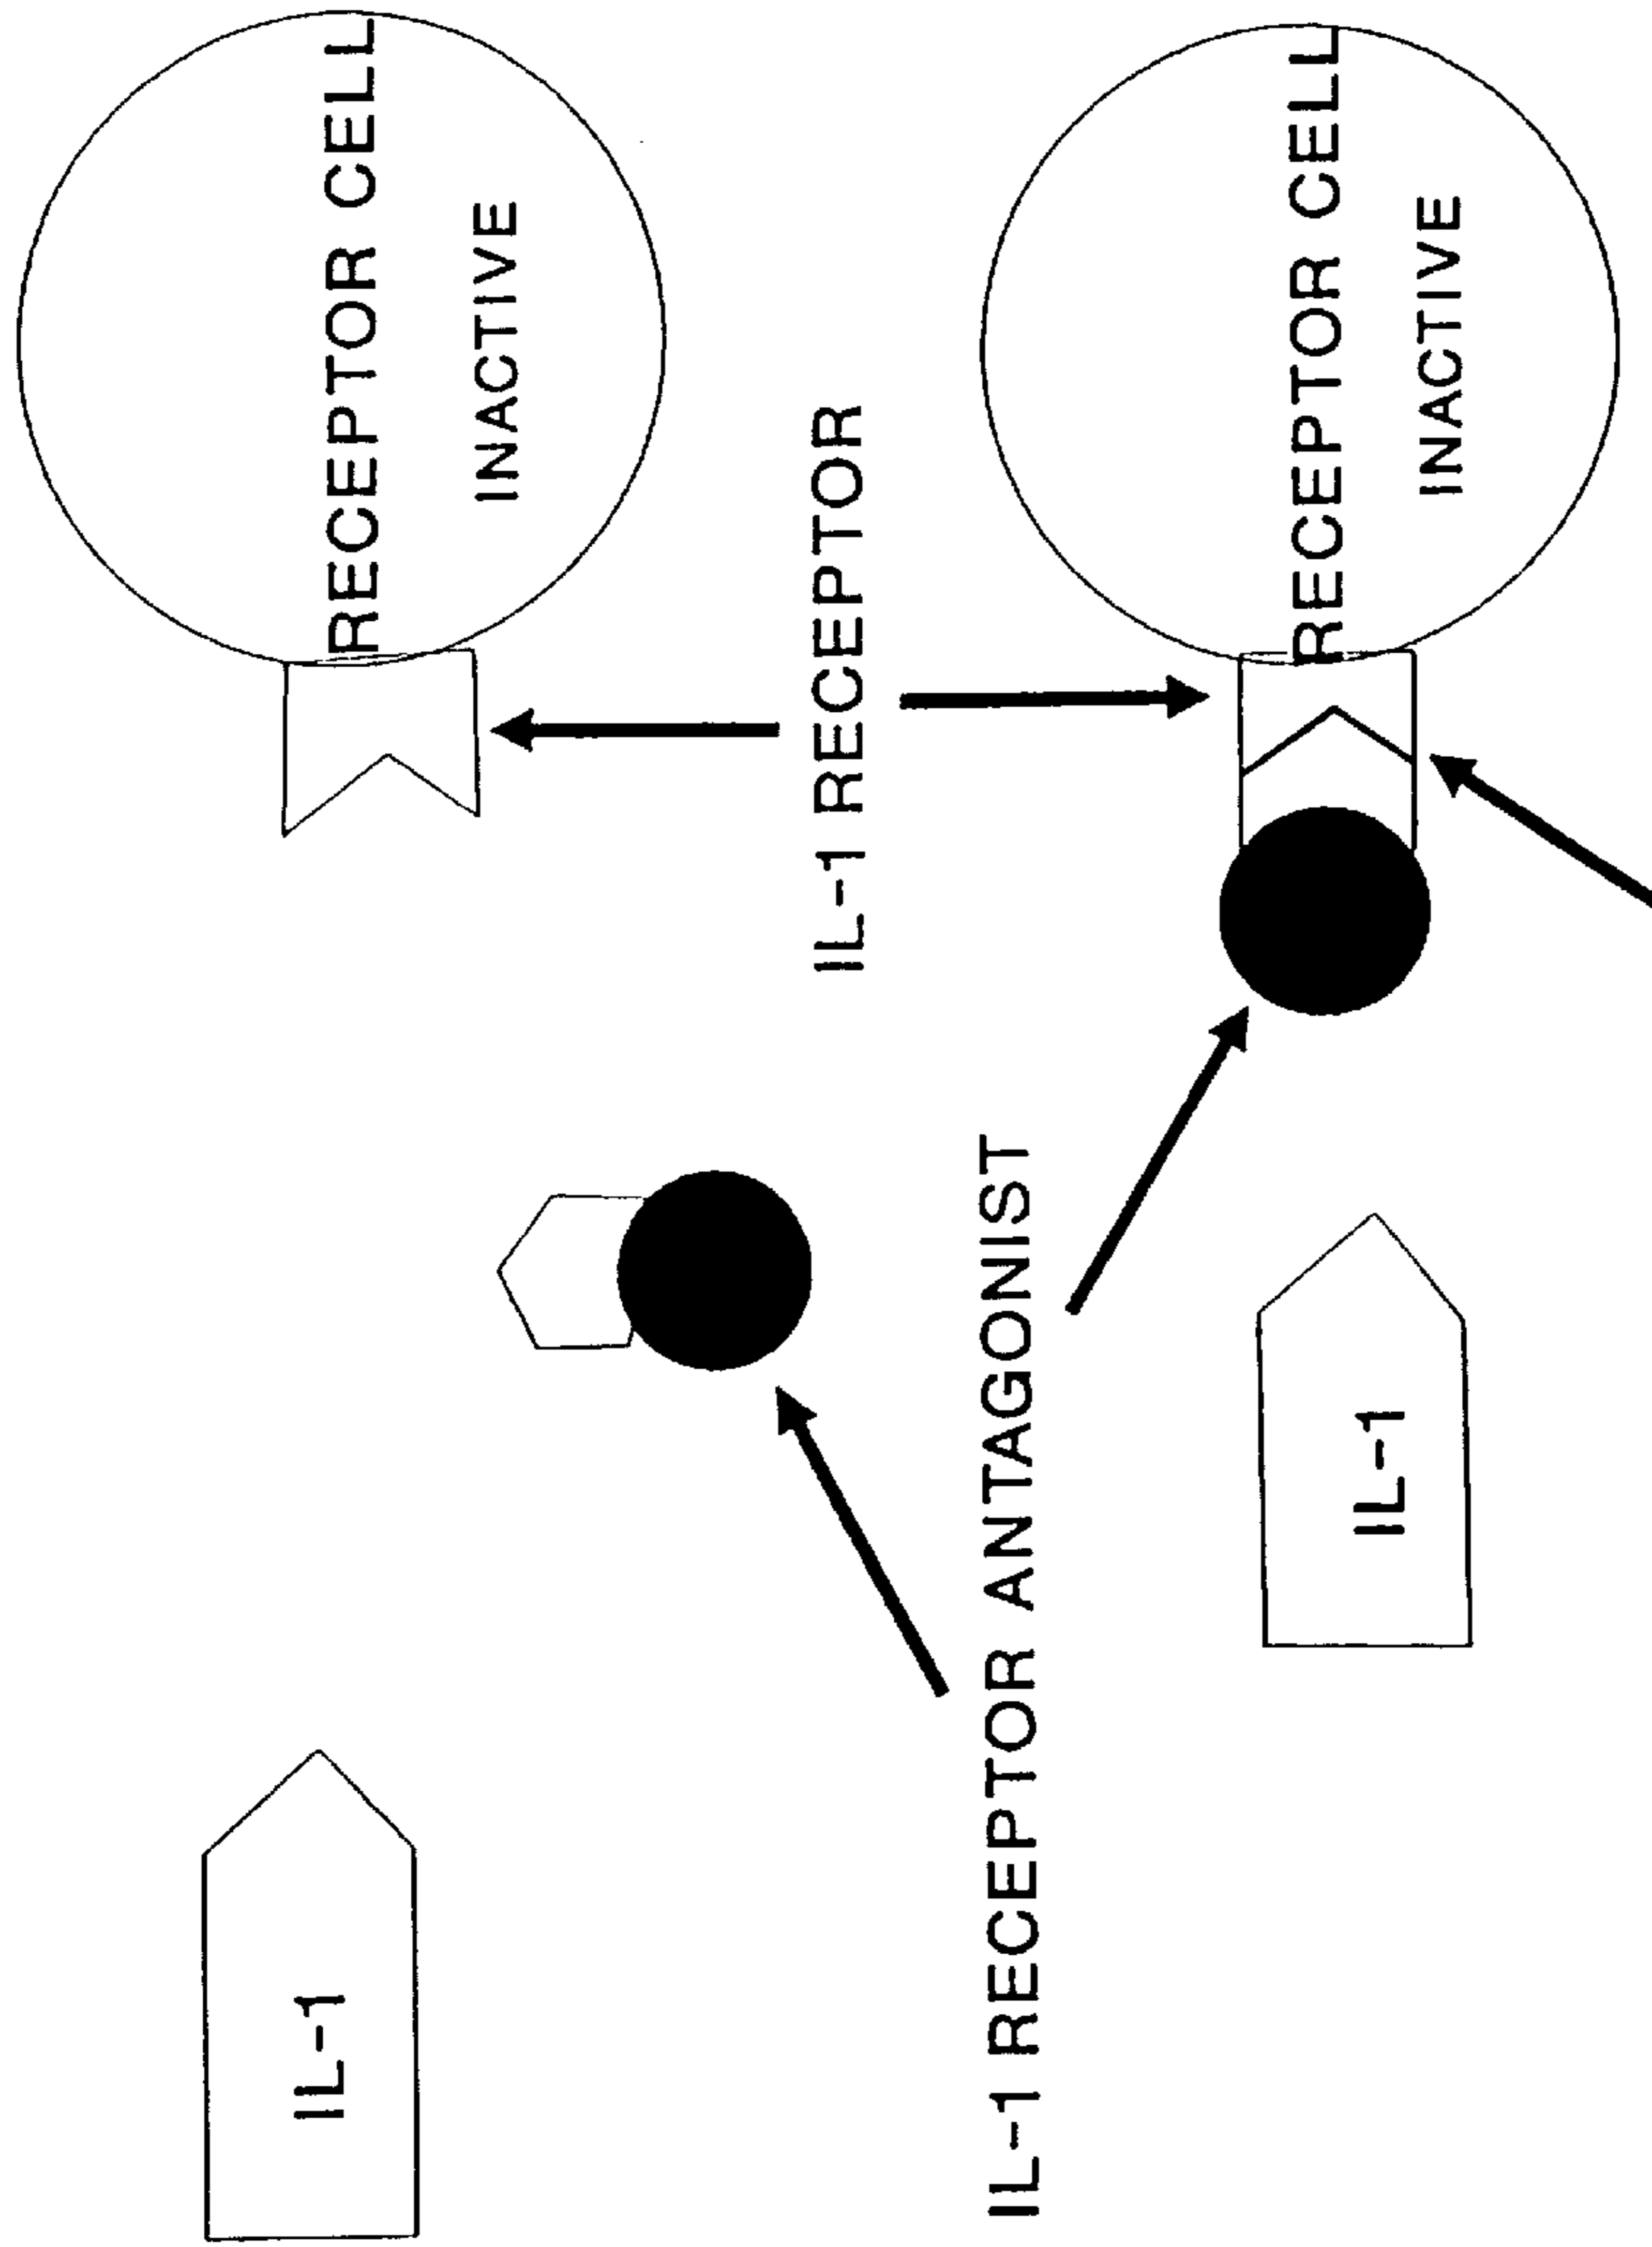 RECEPTOR CELL
INACTIVE
IL-1
IL-1 RECEPTOR
IL-1 RECEPTOR ANTAGONIST
RECEPTOR CELL
INACTIVE
IL-1